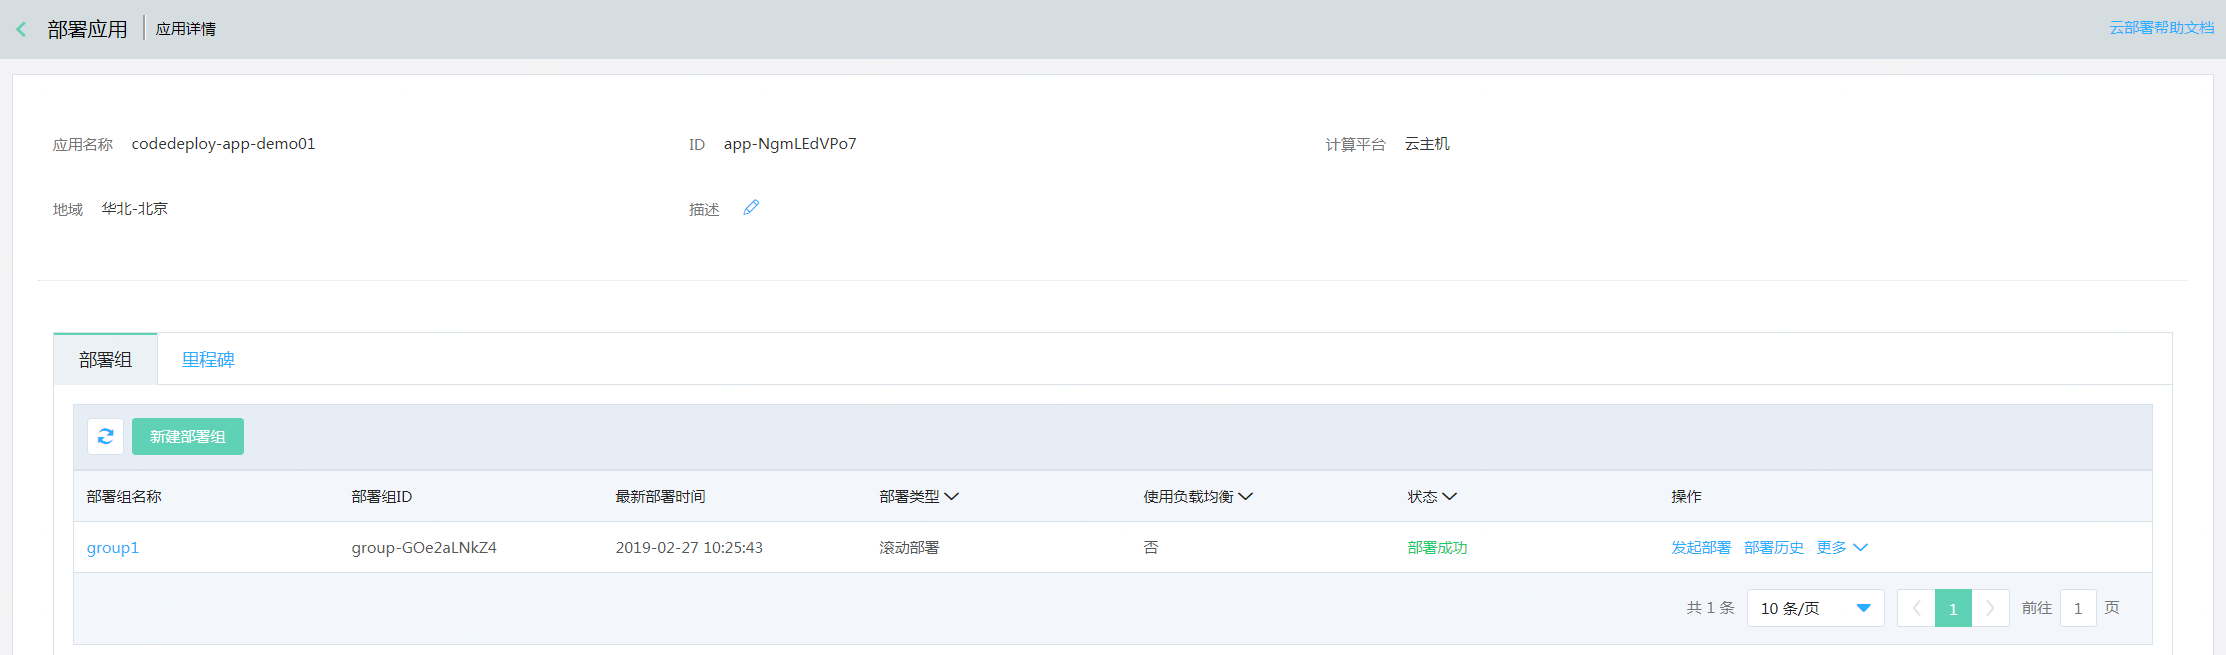 部署应用 应用详情 云部署帮助文档
应用名称 codedeploy-app-demo01 ID app-NgmLEdVPo7 计算平台 云主机
地域 华北-北京 描述
部署组 里程碑
新建部署组
部署组名称 部署组ID 最新部署时间 部署类型 使用负载均衡 状态 操作
group1 group-GOe2aLNkZ4 2019-02-27 10:25:43 滚动部署 否 部署成功 发起部署 部署历史 更多
共 1 条 10 条/页 1 前往 1 页